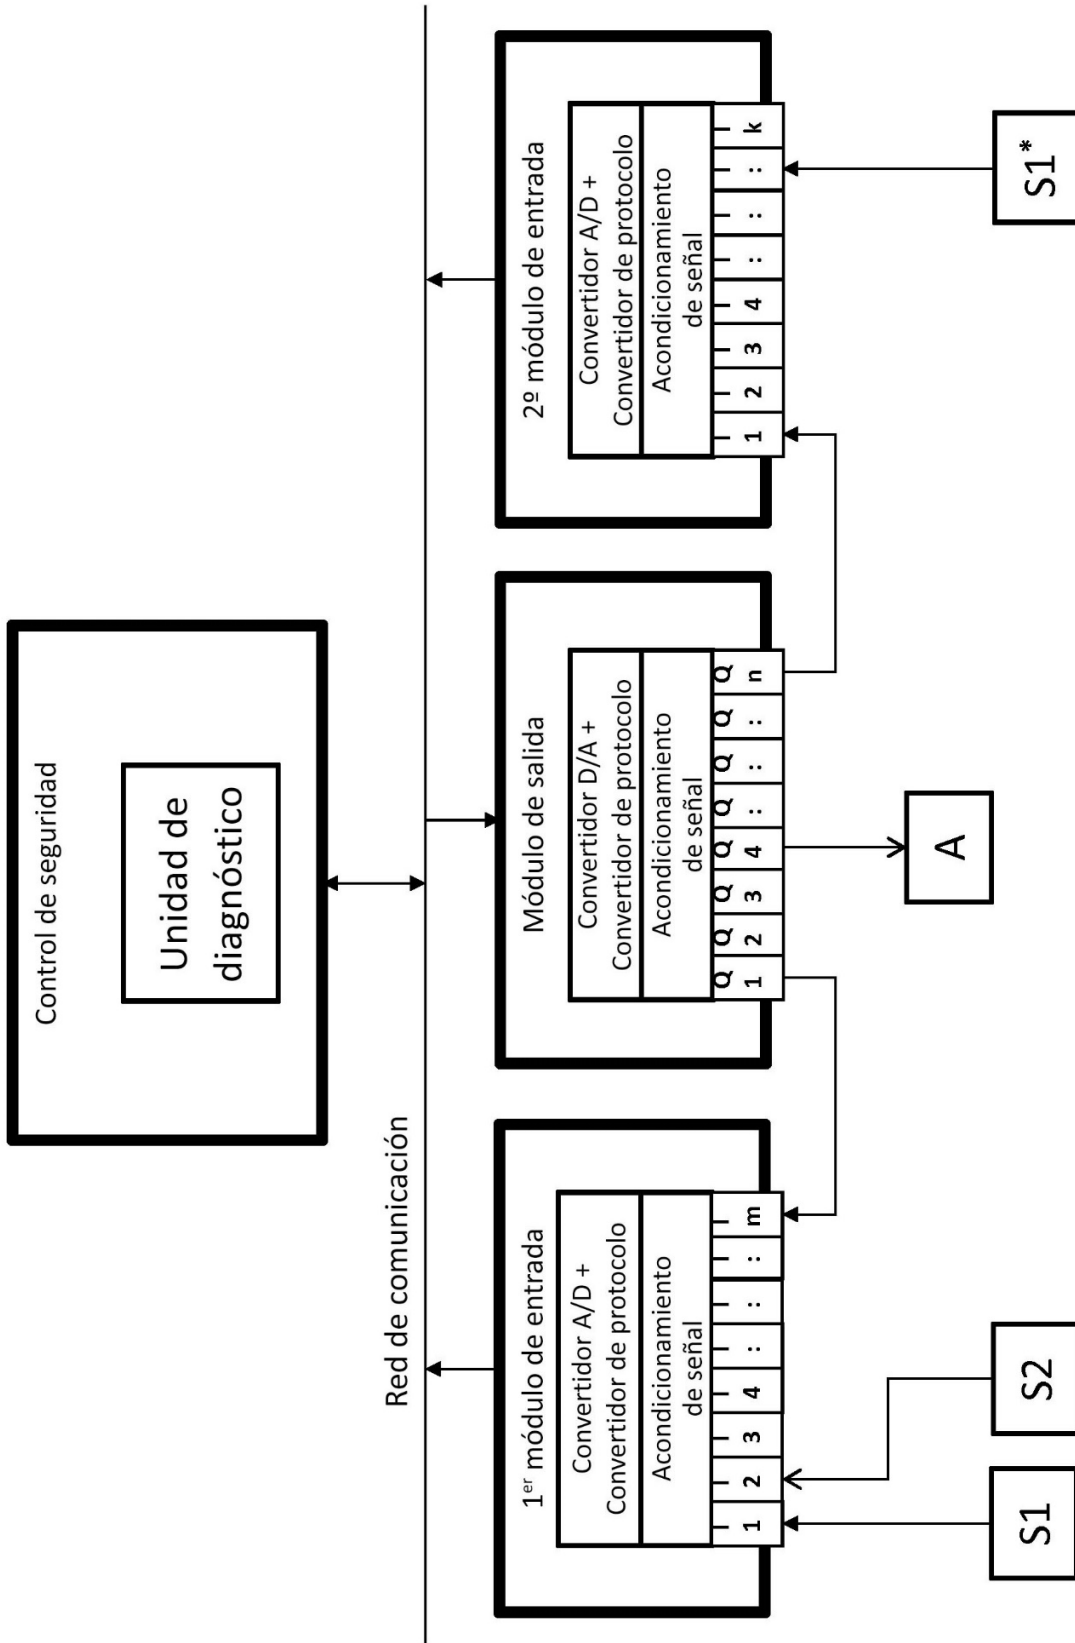 Control de seguridad
Unidad de
diagnóstico
Red de comunicación
1er módulo de entrada
Convertidor A/D +
Convertidor de protocolo
Acondicionamiento
de señal
I I I I I I I I
1 2 3 4 : : : m
Módulo de salida
Convertidor D/A +
Convertidor de protocolo
Acondicionamiento
de señal
Q Q Q Q Q Q Q Q
1 2 3 4 : : : n
2º módulo de entrada
Convertidor A/D +
Convertidor de protocolo
Acondicionamiento
de señal
I I I I I I I I
1 2 3 4 : : : k
S1
S2
A
S1*